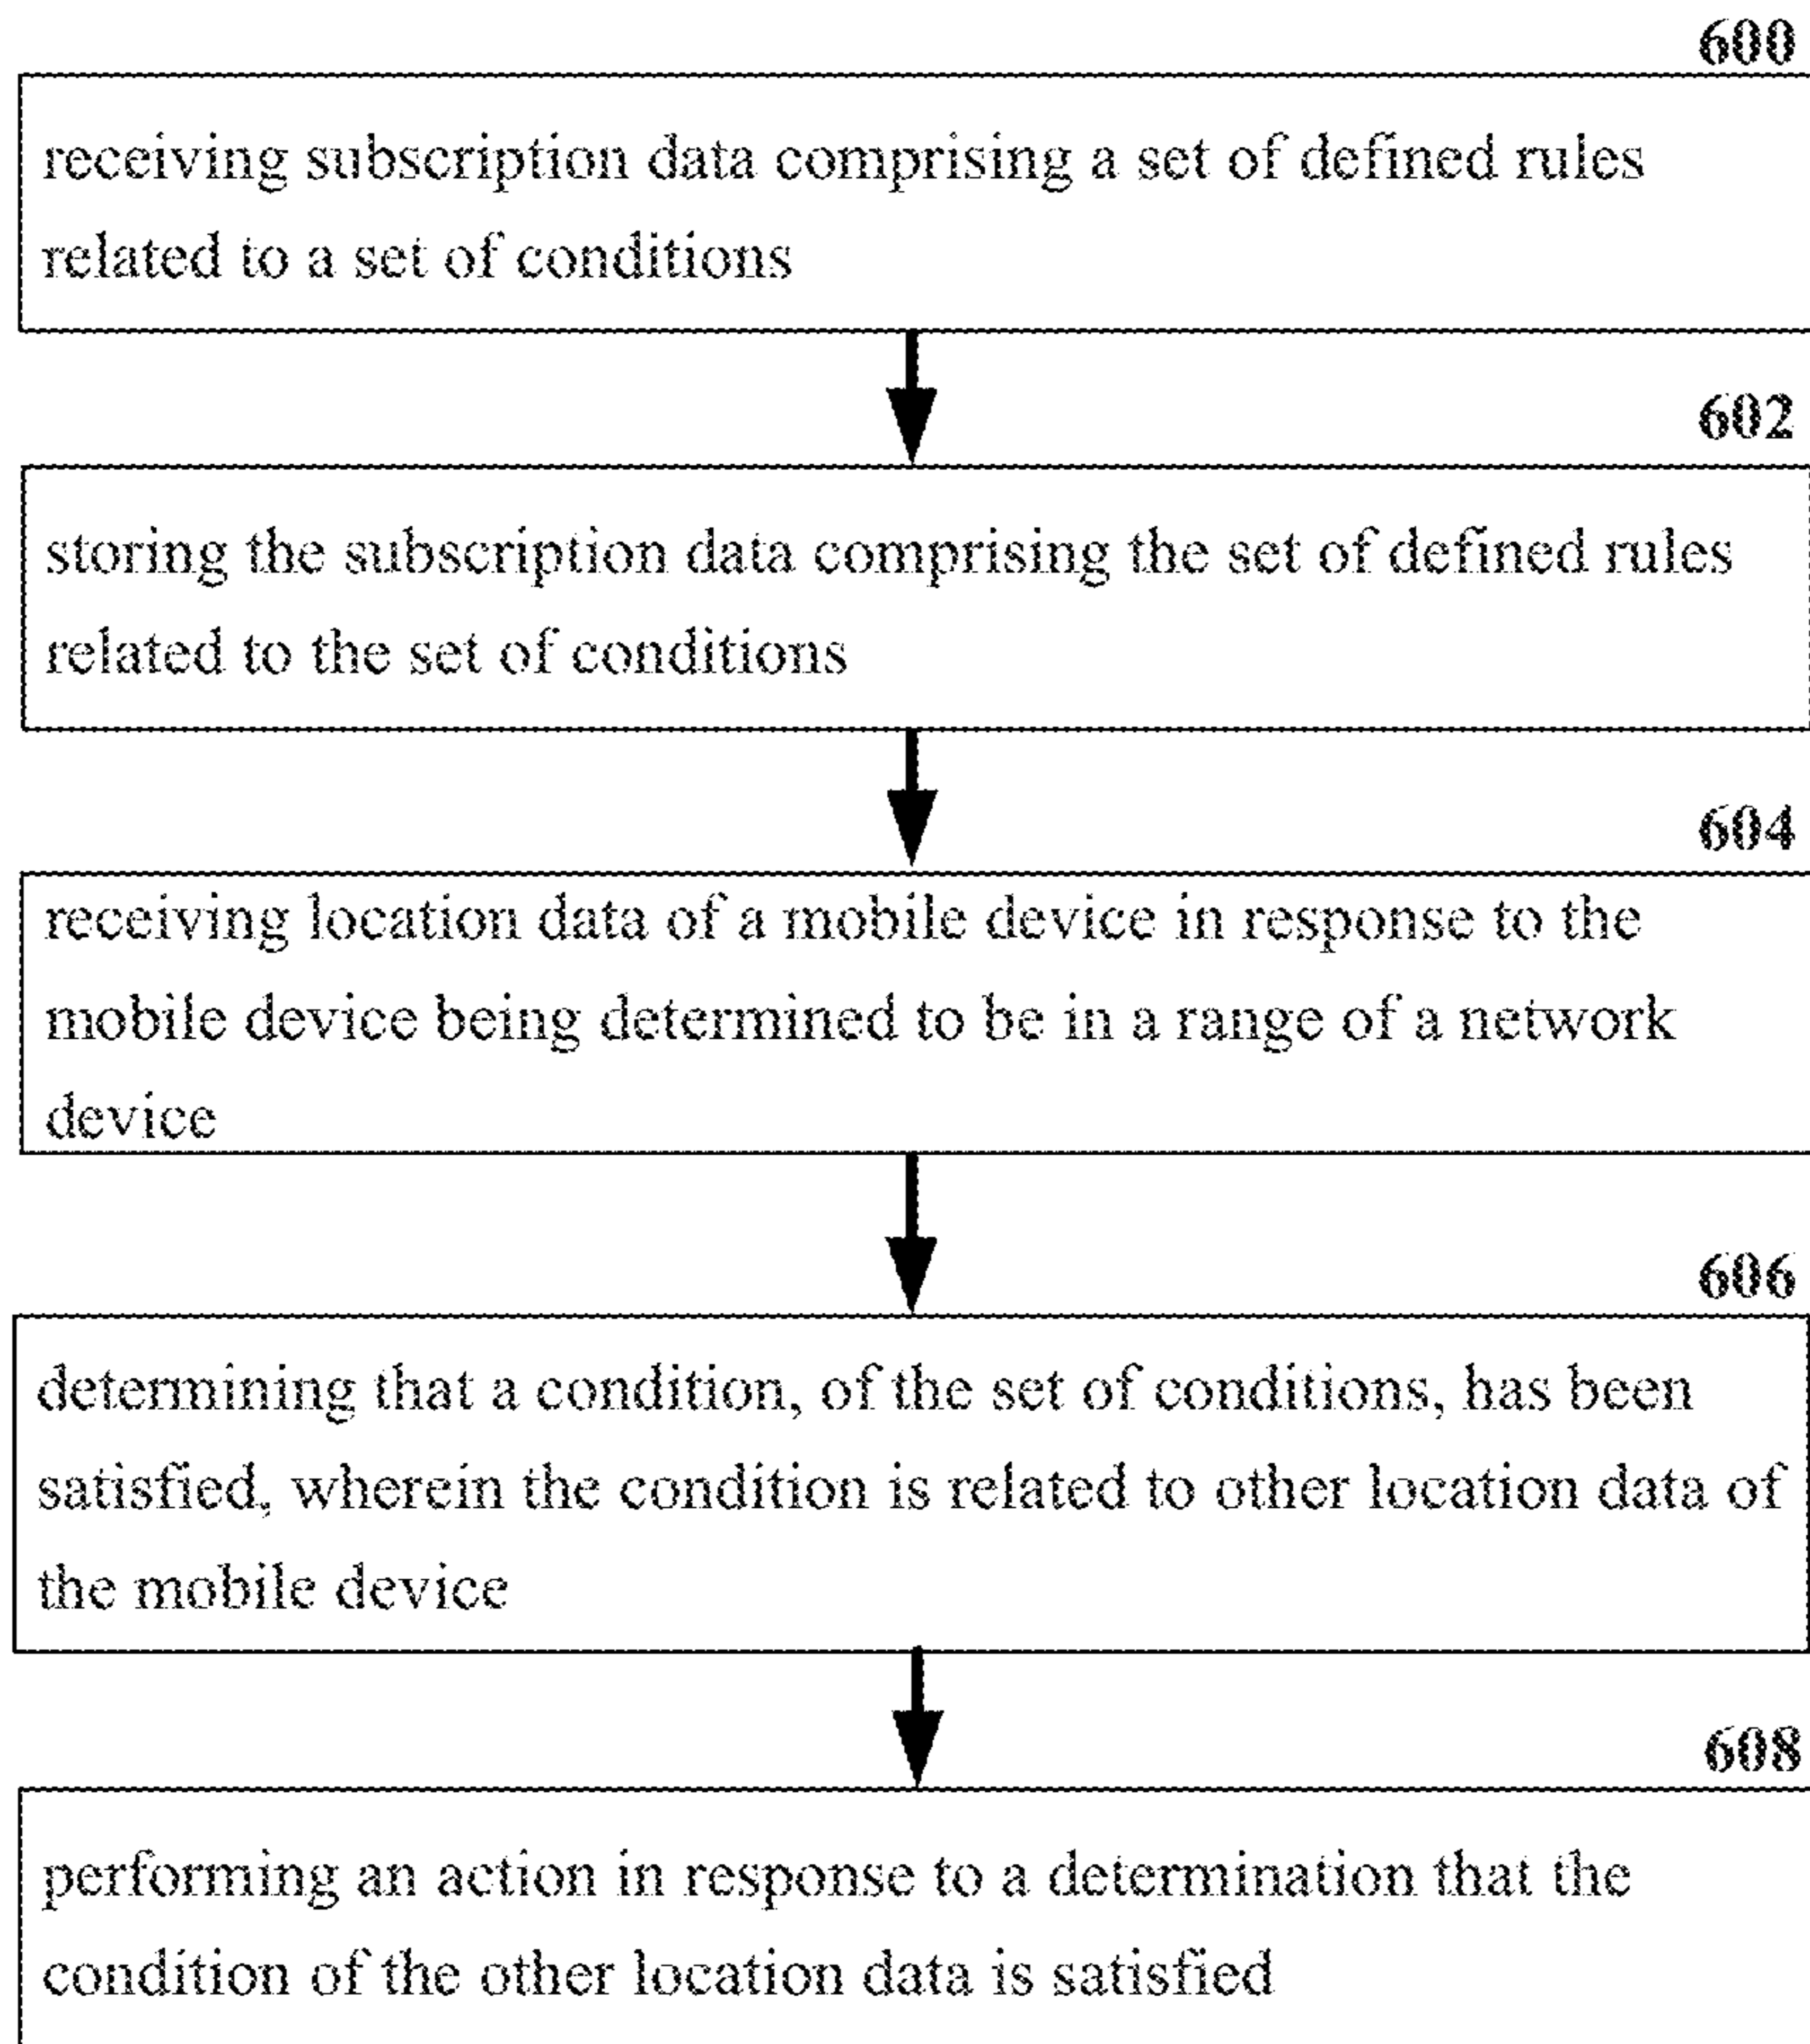 600
receiving subscription data comprising a set of defined rules
related to a set of conditions
602
storing the subscription data comprising the set of defined rules
related to the set of conditions
604
receiving location data of a mobile device in response to the
mobile device being determined to be in a range of a network
device
606
determining that a condition, of the set of conditions, has been
satisfied, wherein the condition is related to other location data of
the mobile device
608
performing an action in response to a determination that the
condition of the other location data is satisfied